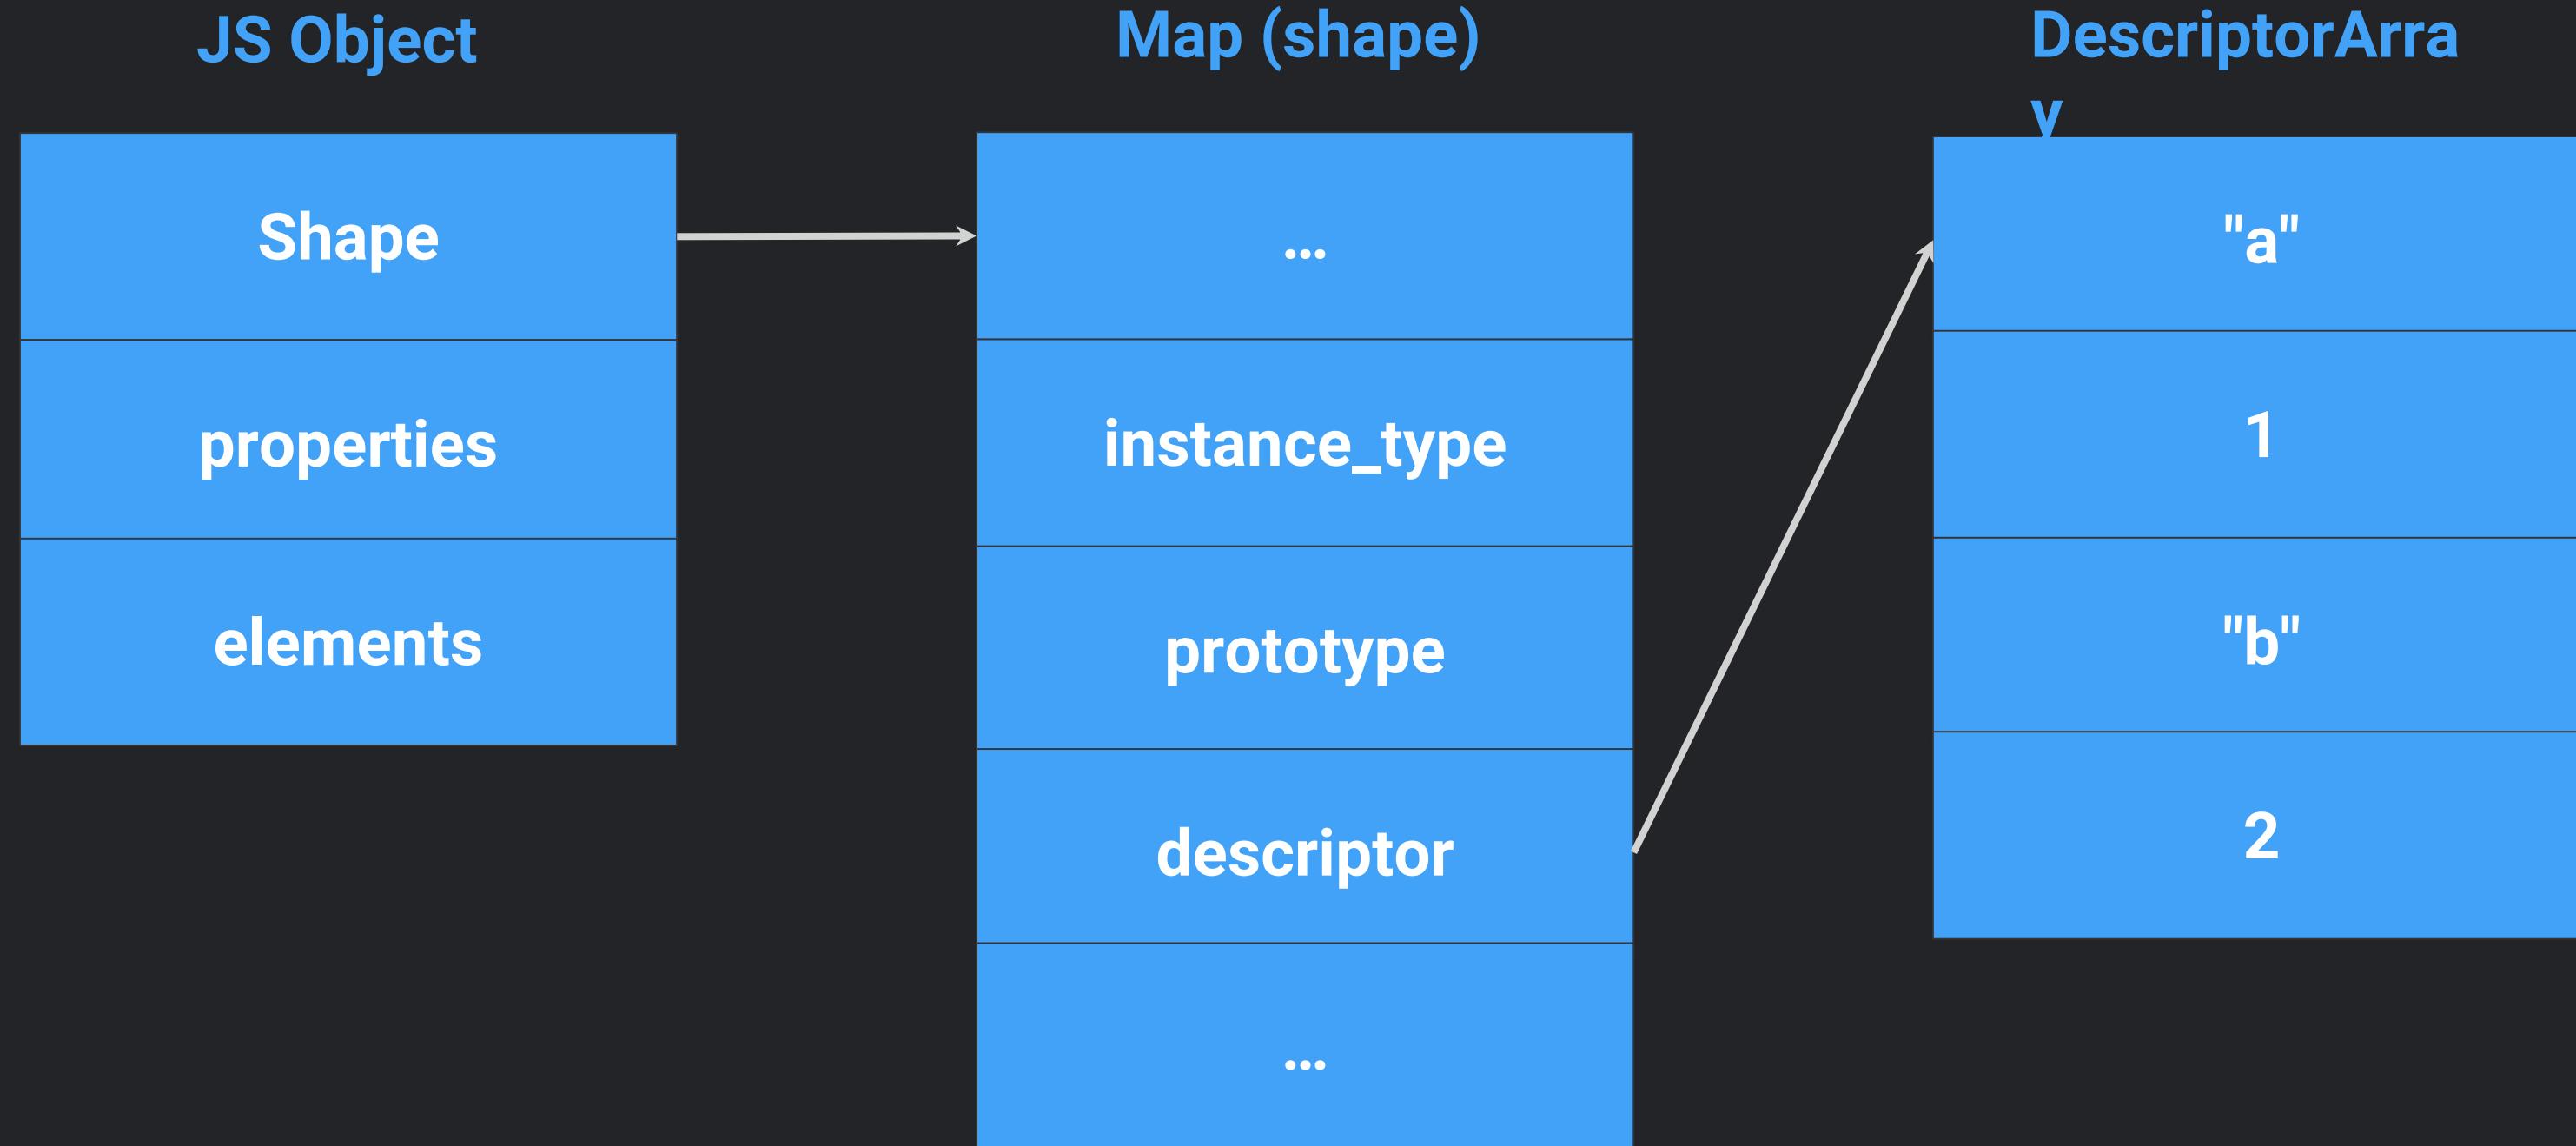 JS Object
Shape
properties
elements
Map (shape)
…
instance_type
prototype
descriptor
…
DescriptorArra
y
"a"
1
"b"
2